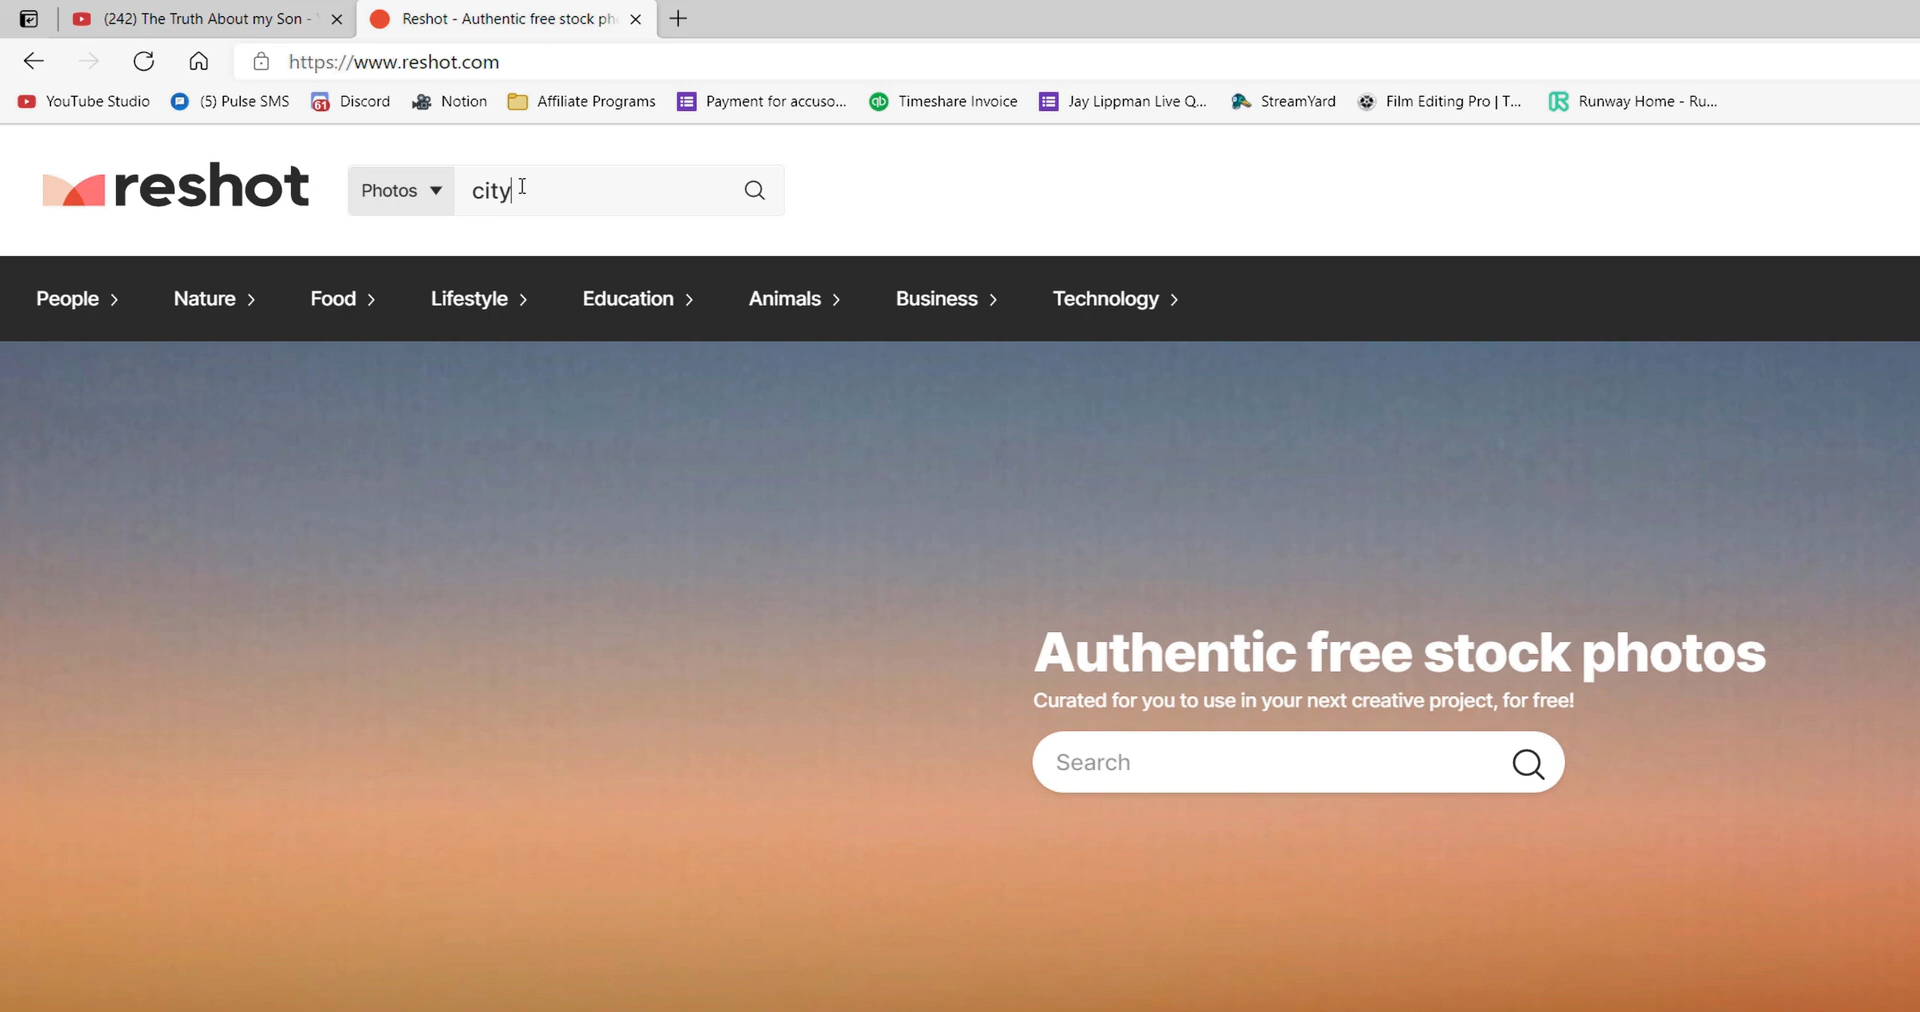 (242) The Truth About my Son -
Reshot - Authentic free stock ph
https://www.reshot.com
YouTube Studio
(5) Pulse SMS
61
Discord
Notion
Affiliate Programs
Payment for accuso...
qb
Timeshare Invoice
Jay Lippman Live Q...
StreamYard
Film Editing Pro | T...
Runway Home - Ru...
reshot
Photos
city
People
Nature
Food
Lifestyle
Education
Animals
Business
Technology
Authentic free stock photos
Curated for you to use in your next creative project, for free!
Search